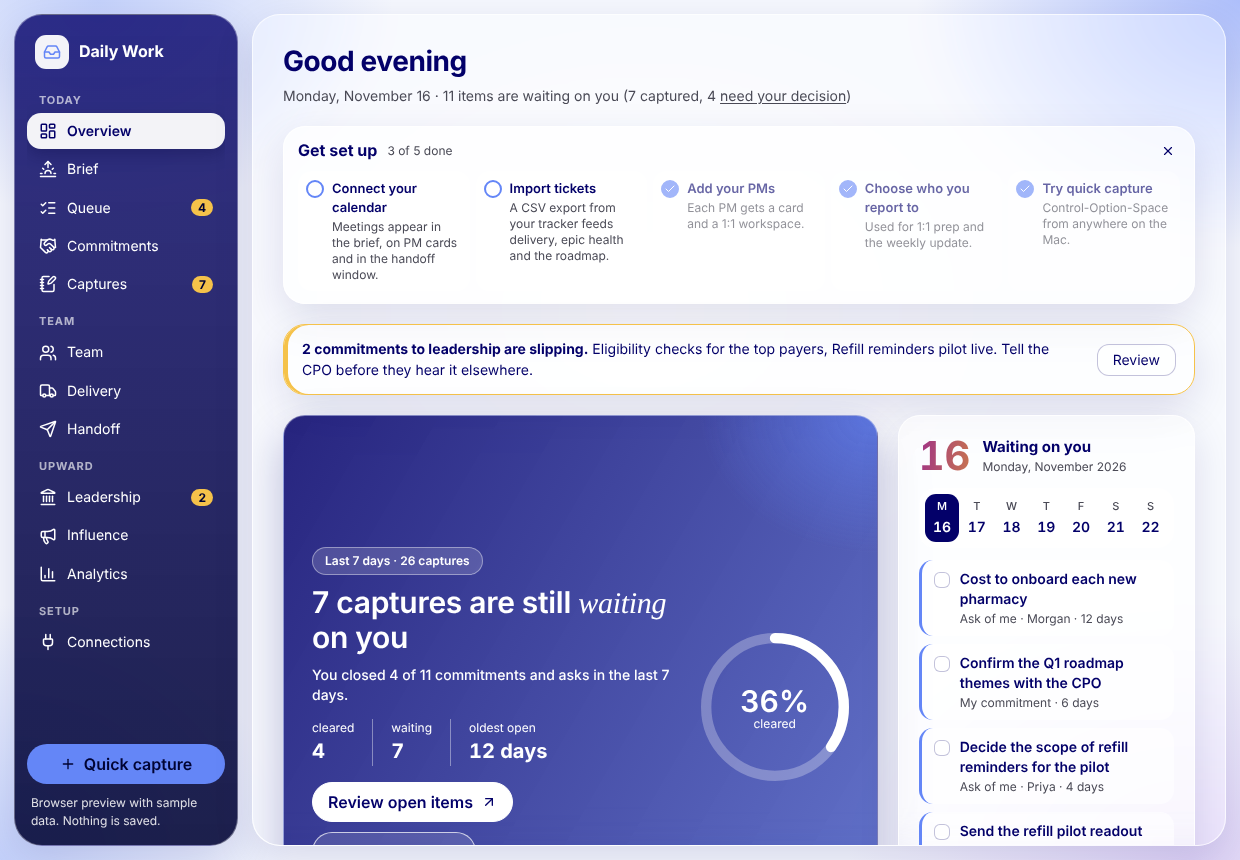 Daily Work
TODAY
Overview
Brief
Queue 4
Commitments
Captures 7
TEAM
Team
Delivery
Handoff
UPWARD
Leadership 2
Influence
Analytics
SETUP
Connections
+ Quick capture
Browser preview with sample
data. Nothing is saved.
Good evening
Monday, November 16 · 11 items are waiting on you (7 captured, 4 need your decision)
Get set up 3 of 5 done
Connect your
calendar
Meetings appear in
the brief, on PM cards
and in the handoff
window.
Import tickets
A CSV export from
your tracker feeds
delivery, epic health
and the roadmap.
Add your PMs
Each PM gets a card
and a 1:1 workspace.
Choose who you
report to
Used for 1:1 prep and
the weekly update.
Try quick capture
Control-Option-Space
from anywhere on the
Mac.
2 commitments to leadership are slipping. Eligibility checks for the top payers, Refill reminders pilot live. Tell the
CPO before they hear it elsewhere.
Review
Last 7 days · 26 captures
7 captures are still waiting
on you
You closed 4 of 11 commitments and asks in the last 7
days.
cleared waiting oldest open
4 7 12 days
36%
cleared
Review open items
16
Waiting on you
Monday, November 2026
M T W T F S S
16 17 18 19 20 21 22
Cost to onboard each new
pharmacy
Ask of me · Morgan · 12 days
Confirm the Q1 roadmap
themes with the CPO
My commitment · 6 days
Decide the scope of refill
reminders for the pilot
Ask of me · Priya · 4 days
Send the refill pilot readout